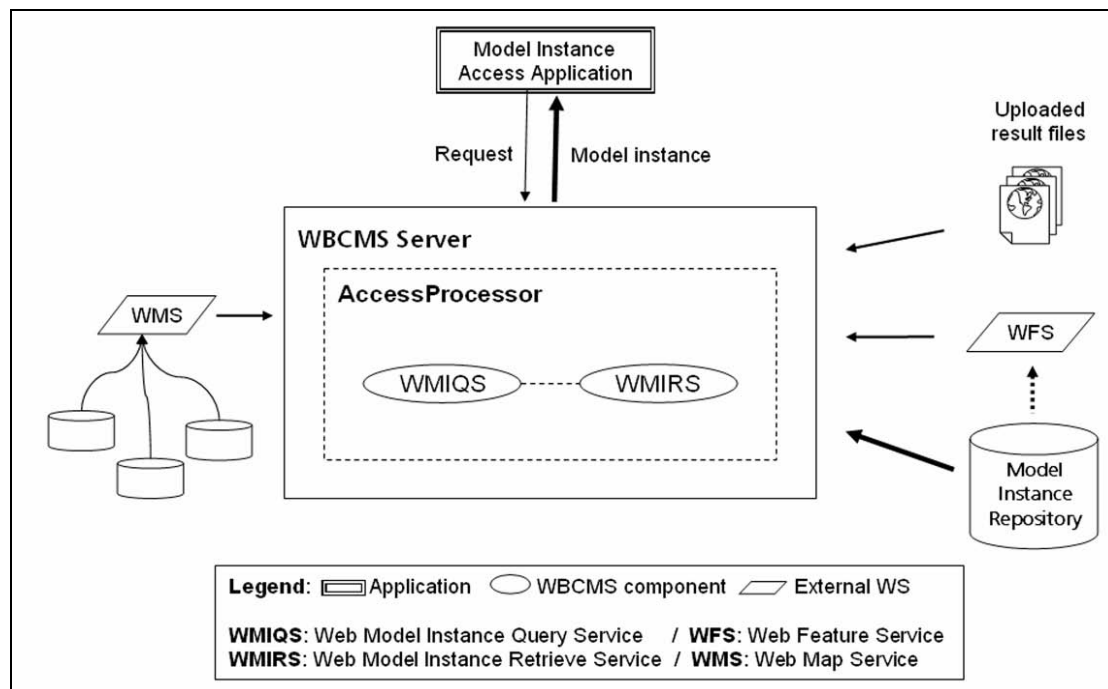 Model Instance
Access Application
Request
Model instance
Uploaded
result files
WBCMS Server
AccessProcessor
WMS
WFS
WMIQS
WMIRS
Model
Instance
Repository
Legend: Application WBCMS component External WS
WMIQS: Web Model Instance Query Service / WFS: Web Feature Service
WMIRS: Web Model Instance Retrieve Service / WMS: Web Map Service